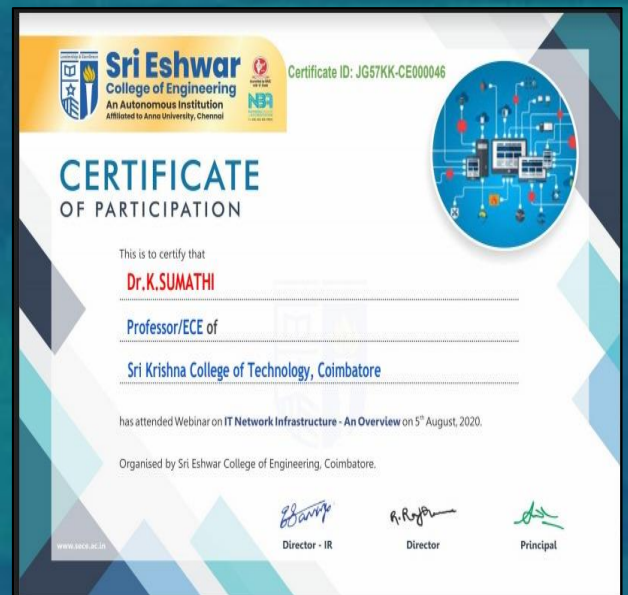 Sri Eshwar
College of Engineering
An Autonomous Institution
Affiliated to Anna University, Chennai
NBA
Certificate ID: JG57KK-CE000046
CERTIFICATE
OF PARTICIPATION
This is to certify that
Dr.K.SUMATHI
Professor/ECE of
Sri Krishna College of Technology, Coimbatore
has attended Webinar on IT Network Infrastructure - An Overview on 5th August, 2020.
Organised by Sri Eshwar College of Engineering, Coimbatore.
Director - IR
Director
Principal
www.sece.ac.in